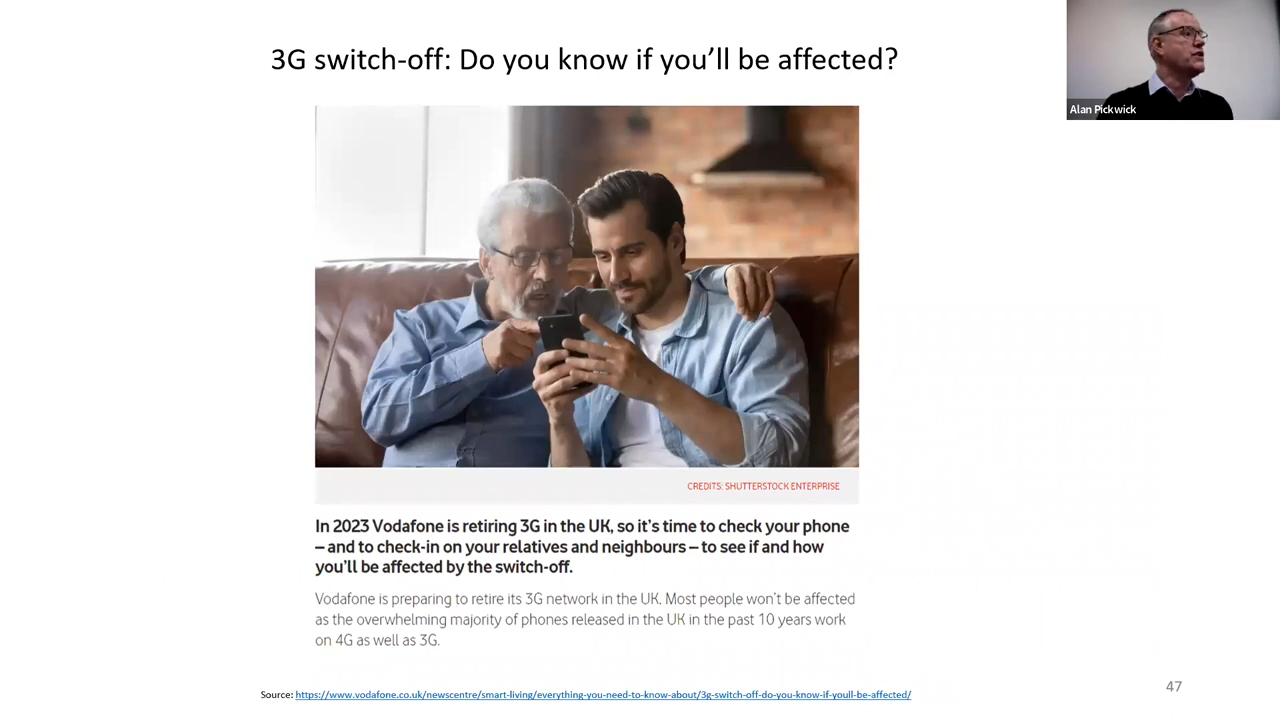 3G switch-off: Do you know if you’ll be affected?
Alan Pickwick
CREDITS: SHUTTERSTOCK ENTERPRISE
In 2023 Vodafone is retiring 3G in the UK, so it’s time to check your phone
– and to check-in on your relatives and neighbours – to see if and how
you’ll be affected by the switch-off.
Vodafone is preparing to retire its 3G network in the UK. Most people won’t be affected
as the overwhelming majority of phones released in the UK in the past 10 years work
on 4G as well as 3G.
Source: https://www.vodafone.co.uk/newscentre/smart-living/everything-you-need-to-know-about/3g-switch-off-do-you-know-if-youll-be-affected/
47